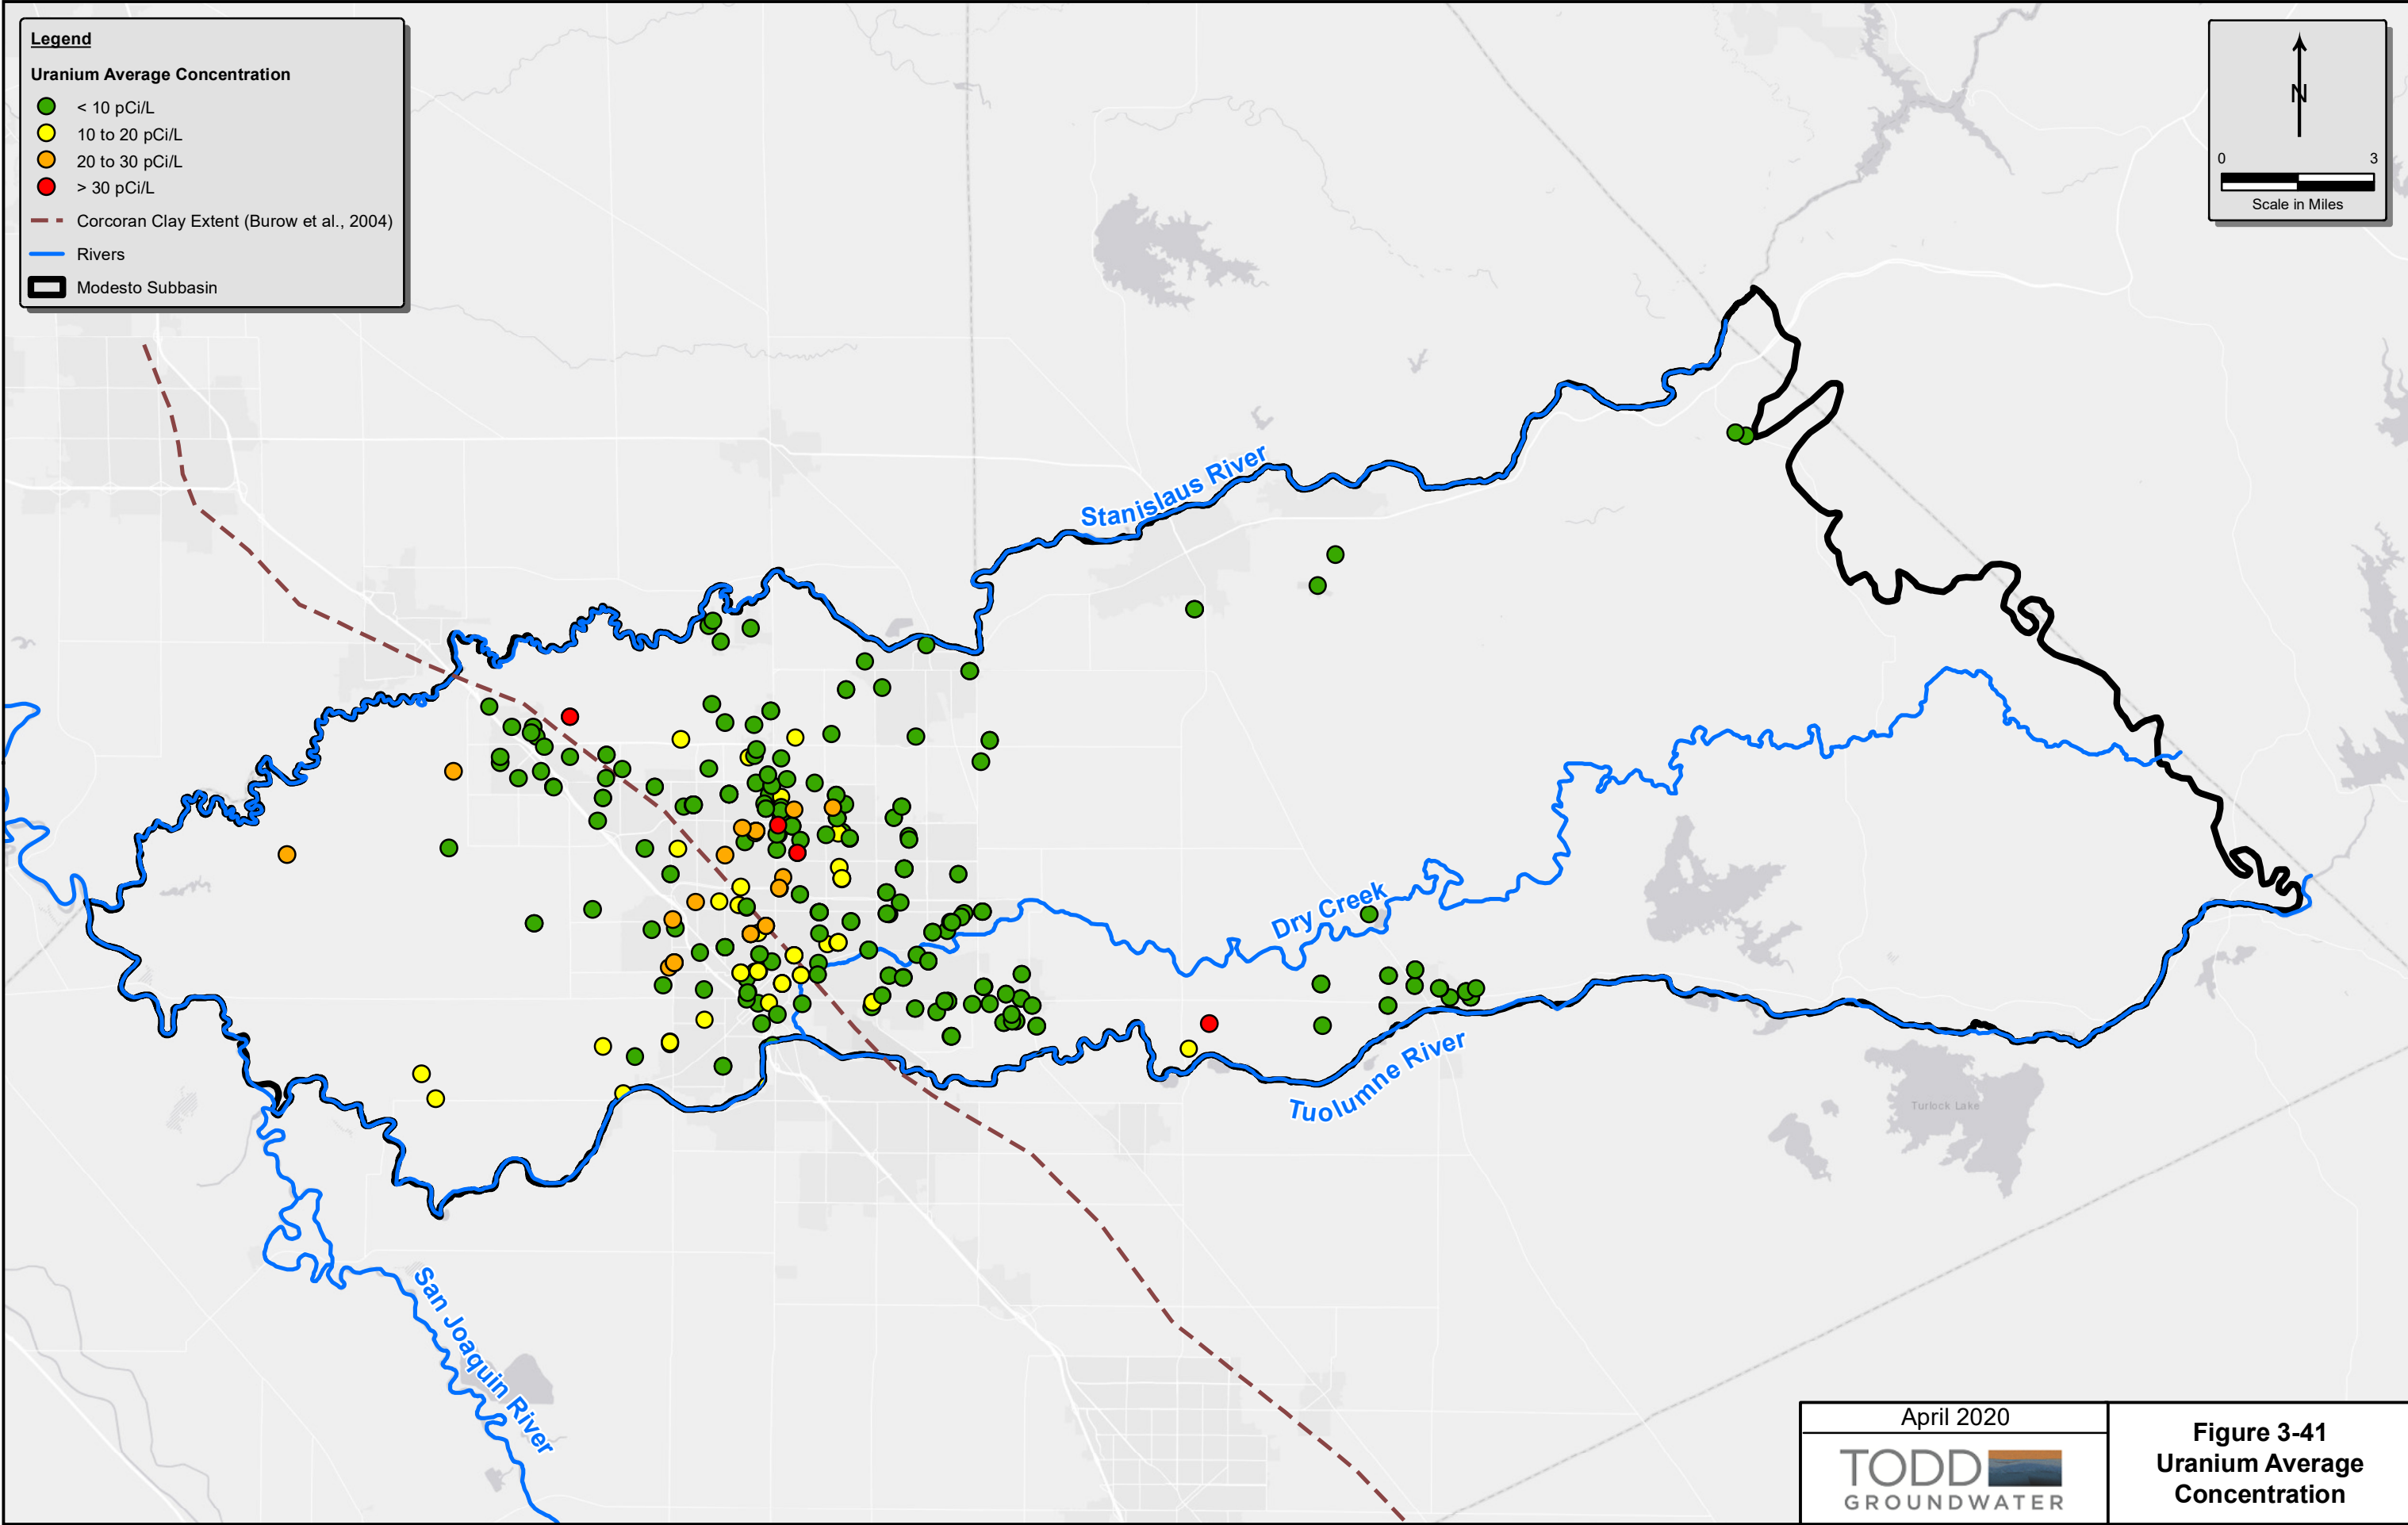 Legend
Uranium Average Concentration
< 10 pCi/L
10 to 20 pCi/L
20 to 30 pCi/L
> 30 pCi/L
Corcoran Clay Extent (Burow et al., 2004)
Rivers
Modesto Subbasin
N
0 3
Scale in Miles
Stanislaus River
Dry Creek
Tuolumne River
Turlock Lake
San Joaquin River
April 2020
TODD
GROUNDWATER
Figure 3-41
Uranium Average
Concentration